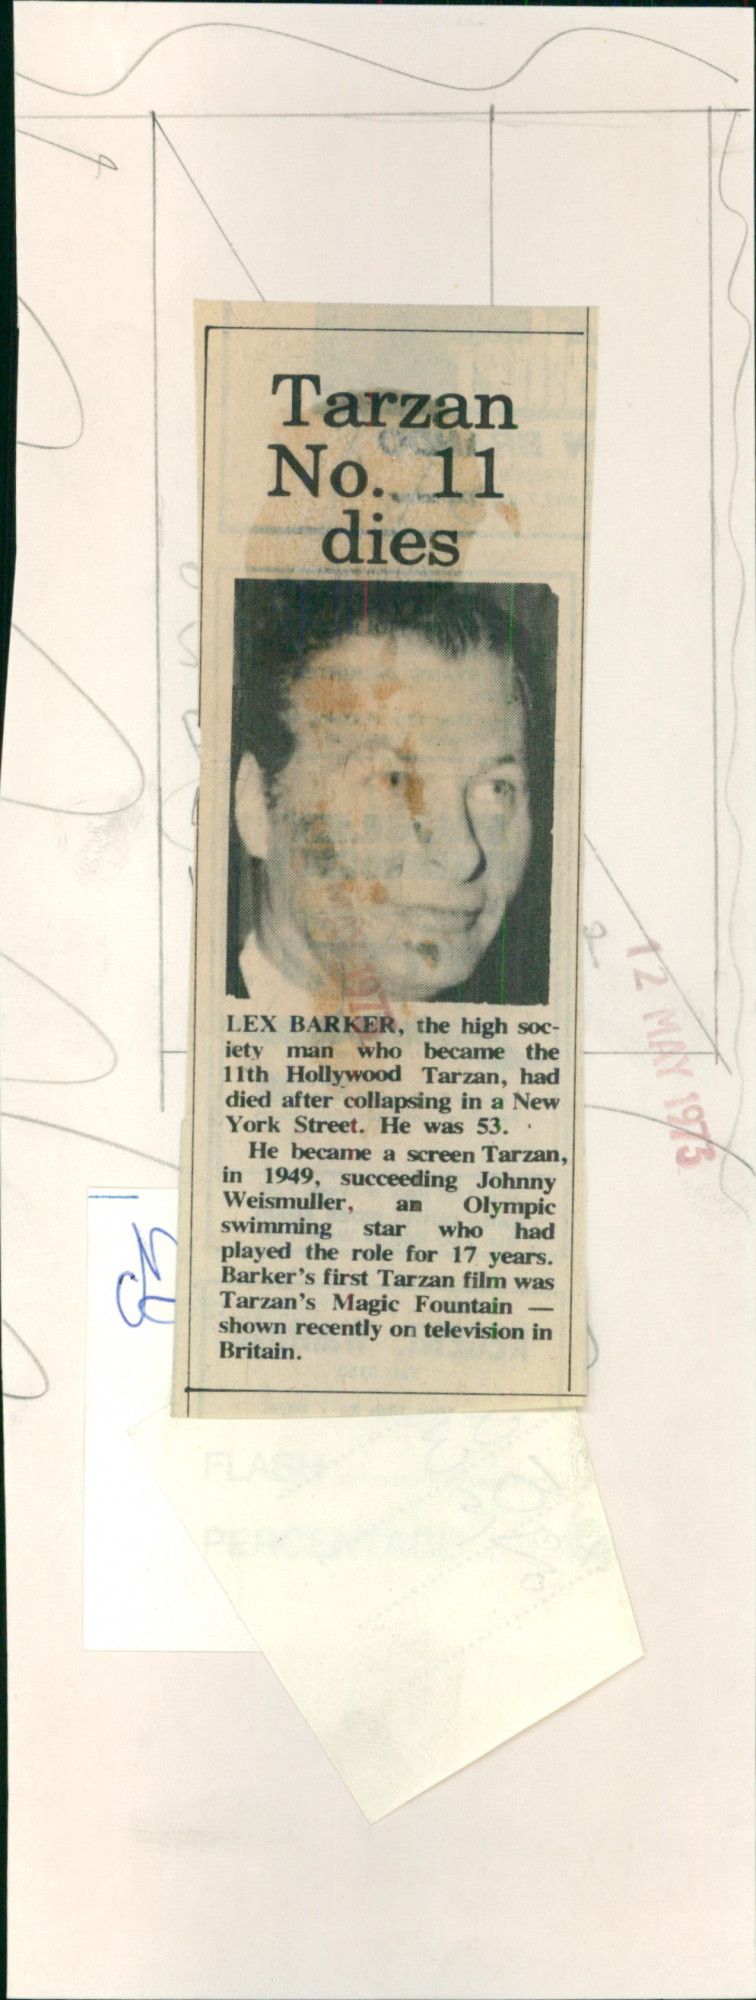 Tarzan
No. 11
dies
LEX BARKER, the high soc-
iety man who became the
11th Hollywood Tarzan, had
died after collapsing in a New
York Street. He was 53.
He became a screen Tarzan,
in 1949, succeeding Johnny
Weismuller, an Olympic
swimming star who had
played the role for 17 years.
Barker's first Tarzan film was
Tarzan's Magic Fountain —
shown recently on television in
Britain.
12 MAY 1973
FLASH
PERCENTAGE